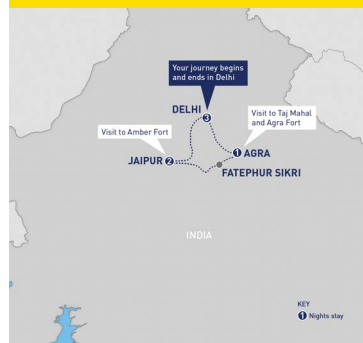 Your journey begins
and ends in Delhi
DELHI
3
Visit to Taj Mahal
and Agra Fort
Visit to Amber Fort
JAIPUR 2
1 AGRA
FATEPHUR SIKRI
INDIA
KEY
1 Nights stay